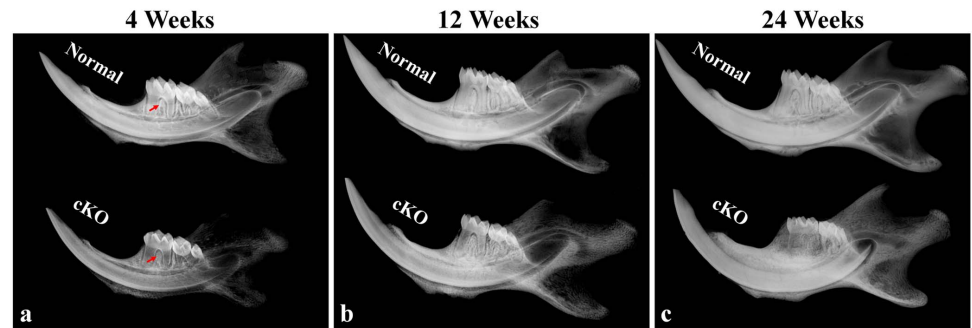 4 Weeks
12 Weeks
24 Weeks
Normal
Normal
Normal
cKO
cKO
cKO
a
b
c